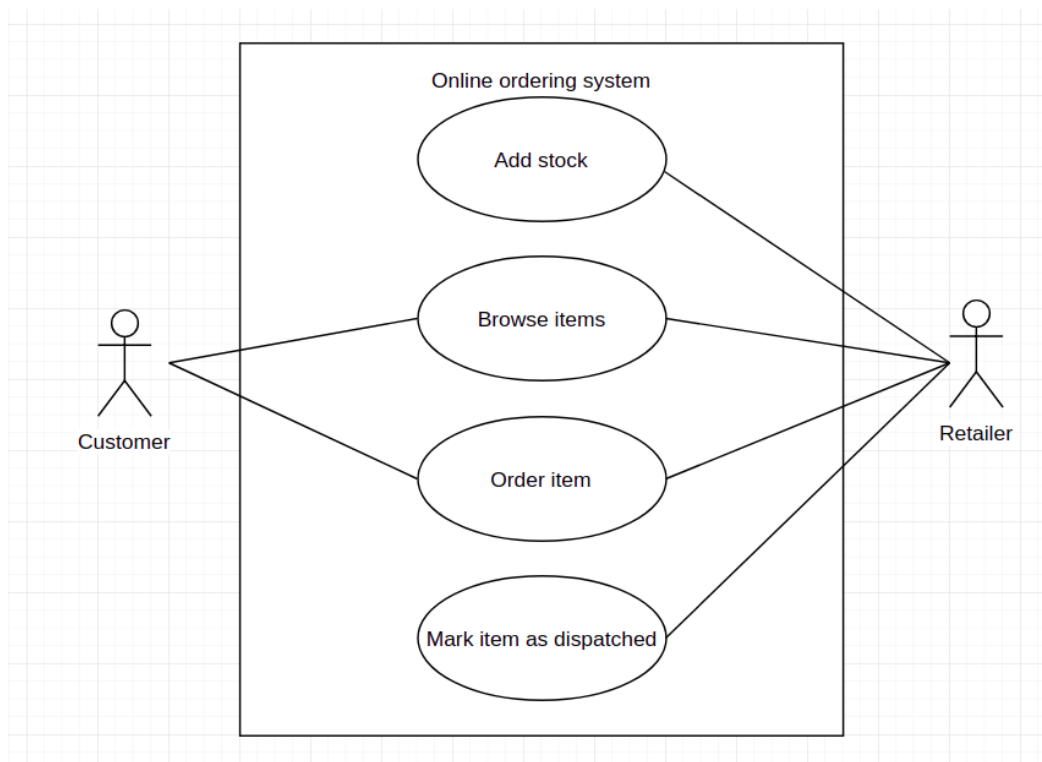 Online ordering system
Add stock
Browse items
Order item
Mark item as dispatched
Customer
Retailer